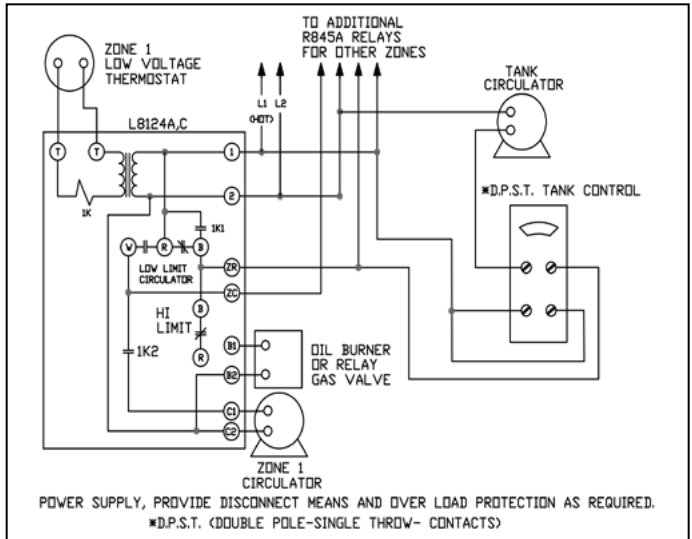 TO ADDITIONAL
R845A RELAYS
FOR OTHER ZONES
ZONE 1
LOW VOLTAGE
THERMOSTAT
TANK
CIRCULATOR
L1
L2
(HOT)
L8124A,C
T
T
1
1K
2
*D.P.S.T. TANK CONTROL
1K1
W
R
B
LOW LIMIT
CIRCULATOR
ZR
ZC
B
HI
LIMIT
R
1K2
B1
B2
OIL BURNER
OR RELAY
GAS VALVE
C1
C2
ZONE 1
CIRCULATOR
POWER SUPPLY, PROVIDE DISCONNECT MEANS AND OVER LOAD PROTECTION AS REQUIRED.
*D.P.S.T. (DOUBLE POLE-SINGLE THROW- CONTACTS)